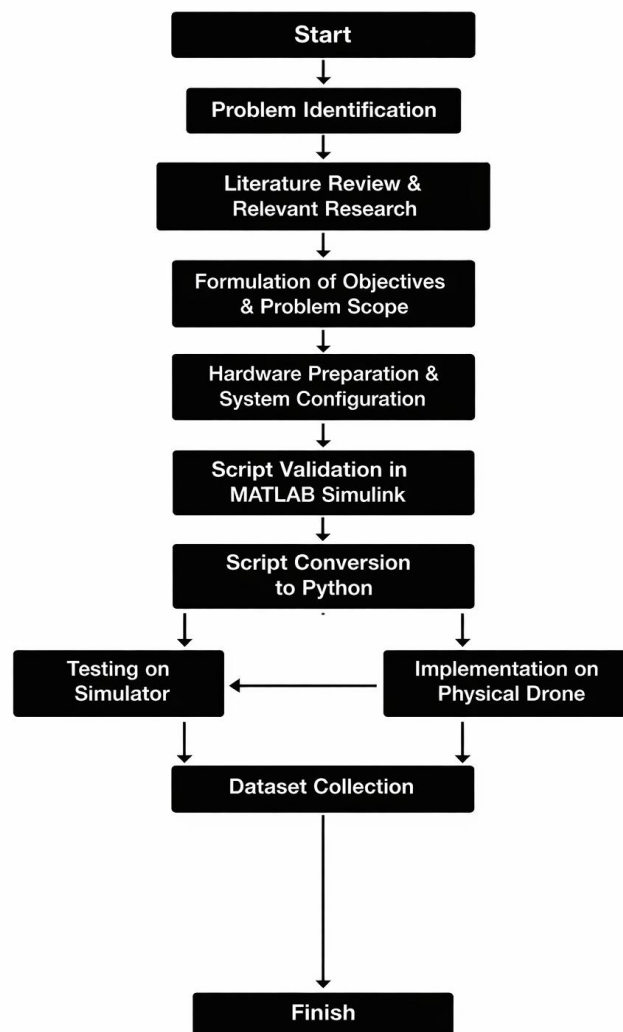 Start
Problem Identification
Literature Review &
Relevant Research
Formulation of Objectives
& Problem Scope
Hardware Preparation &
System Configuration
Script Validation in
MATLAB Simulink
Script Conversion
to Python
Testing on
Simulator
Implementation on
Physical Drone
Dataset Collection
Finish